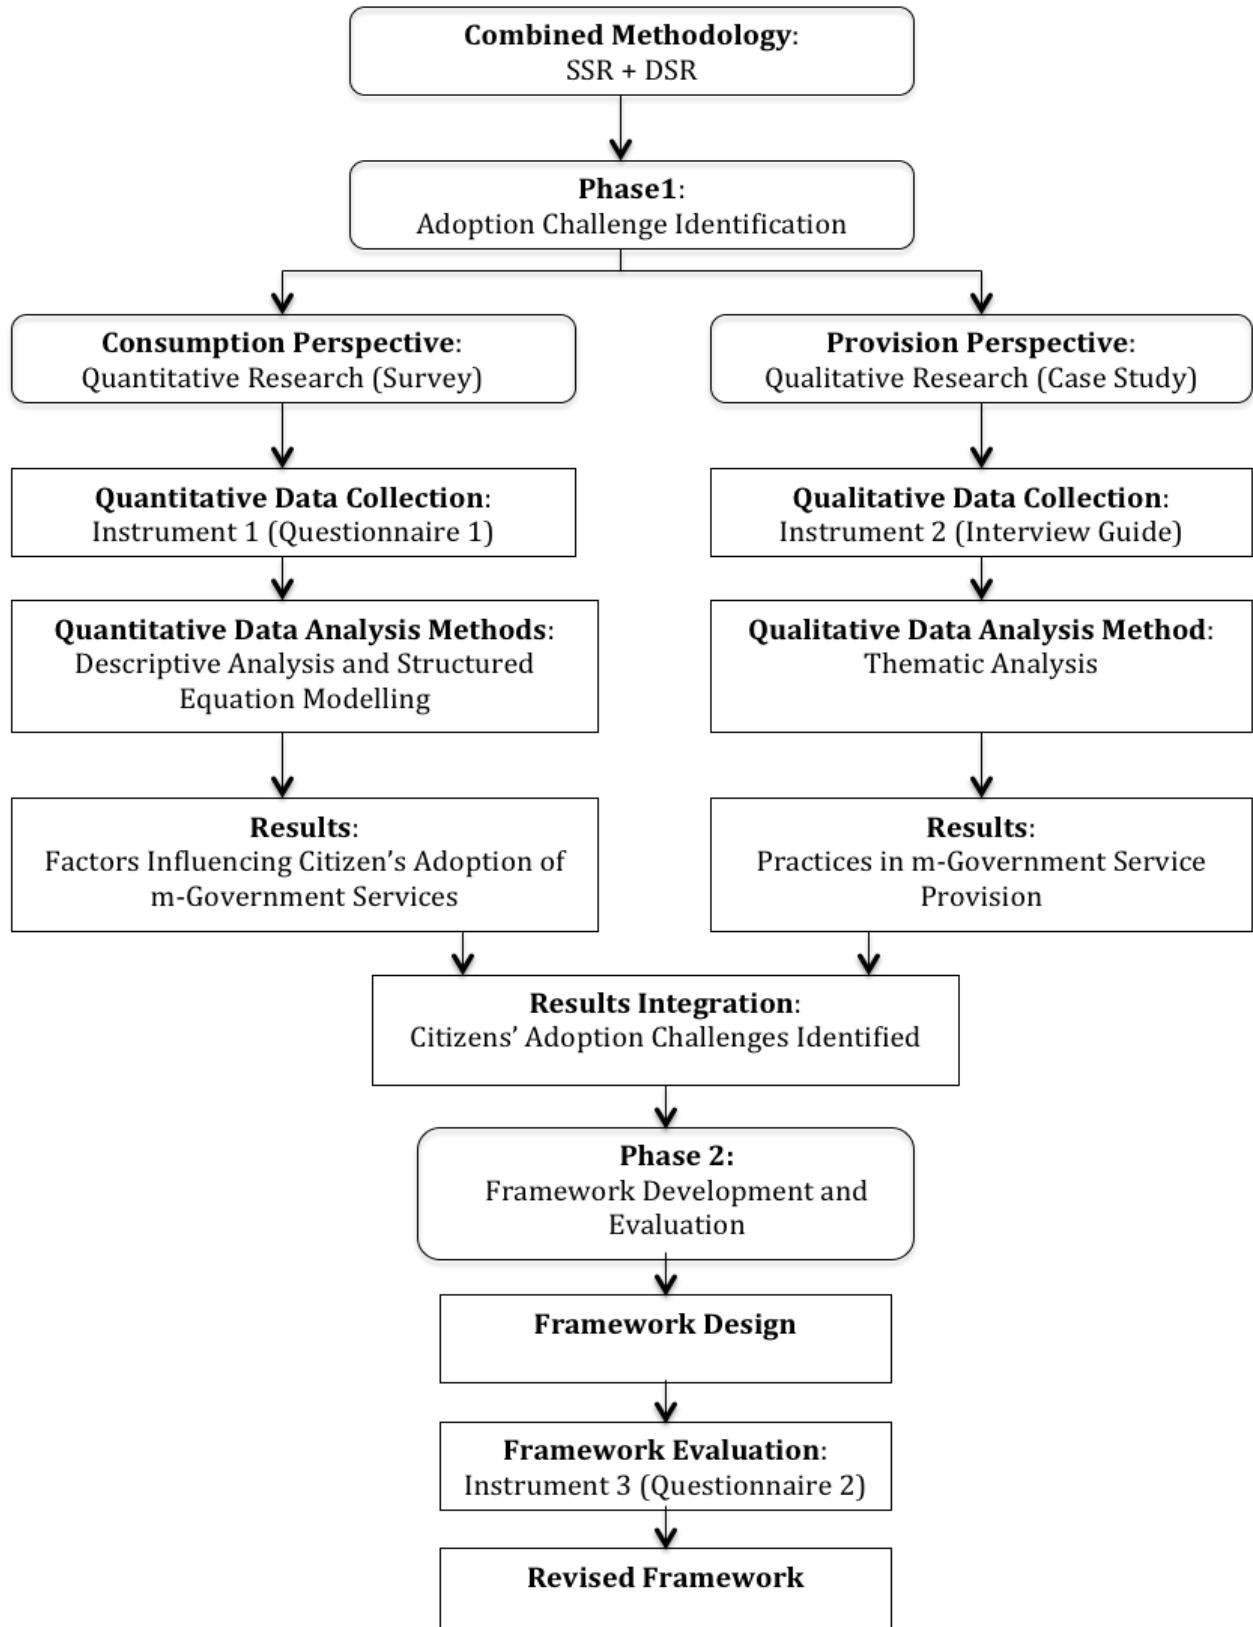 Combined Methodology:
SSR + DSR
Phase1:
Adoption Challenge Identification
Consumption Perspective:
Quantitative Research (Survey)
Provision Perspective:
Qualitative Research (Case Study)
Quantitative Data Collection:
Instrument 1 (Questionnaire 1)
Qualitative Data Collection:
Instrument 2 (Interview Guide)
Quantitative Data Analysis Methods:
Descriptive Analysis and Structured
Equation Modelling
Qualitative Data Analysis Method:
Thematic Analysis
Results:
Factors Influencing Citizen’s Adoption of
m-Government Services
Results:
Practices in m-Government Service
Provision
Results Integration:
Citizens’ Adoption Challenges Identified
Phase 2:
Framework Development and
Evaluation
Framework Design
Framework Evaluation:
Instrument 3 (Questionnaire 2)
Revised Framework